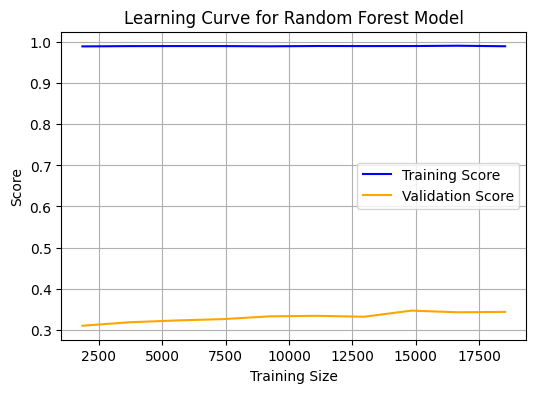 Learning Curve for Random Forest Model
1.0
0.9
0.8
0.7
0.6
0.5
0.4
0.3
Score
Training Score
Validation Score
2500 5000 7500 10000 12500 15000 17500
Training Size